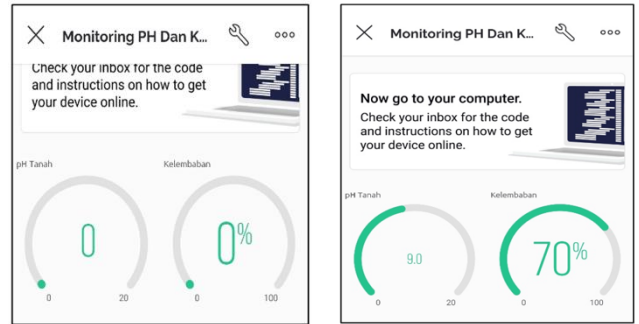 Monitoring PH Dan K...
Check your inbox for the code
and instructions on how to get
your device online.
pH Tanah
Kelembaban
0
0%
0
20
0
100
Monitoring PH Dan K...
Now go to your computer.
Check your inbox for the code
and instructions on how to get
your device online.
pH Tanah
Kelembaban
9.0
70%
0
20
0
100